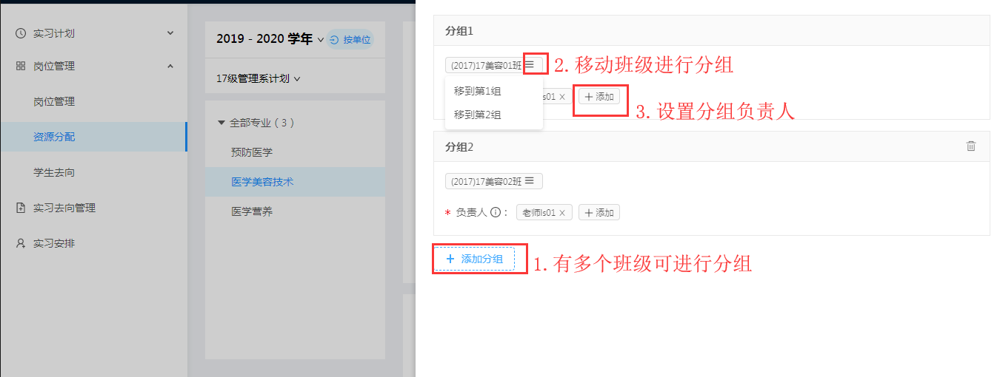 实习计划
岗位管理
岗位管理
资源分配
学生去向
实习去向管理
实习安排
2019 - 2020 学年
按单位
17级管理系计划
全部专业（3）
预防医学
医学美容技术
医学营养
分组1
(2017)17美容01班
2. 移动班级进行分组
移到第1组
移到第2组
ls01 ×
+ 添加
3. 设置分组负责人
分组2
(2017)17美容02班
* 负责人：
老师ls01 ×
+ 添加
+ 添加分组
1. 有多个班级可进行分组